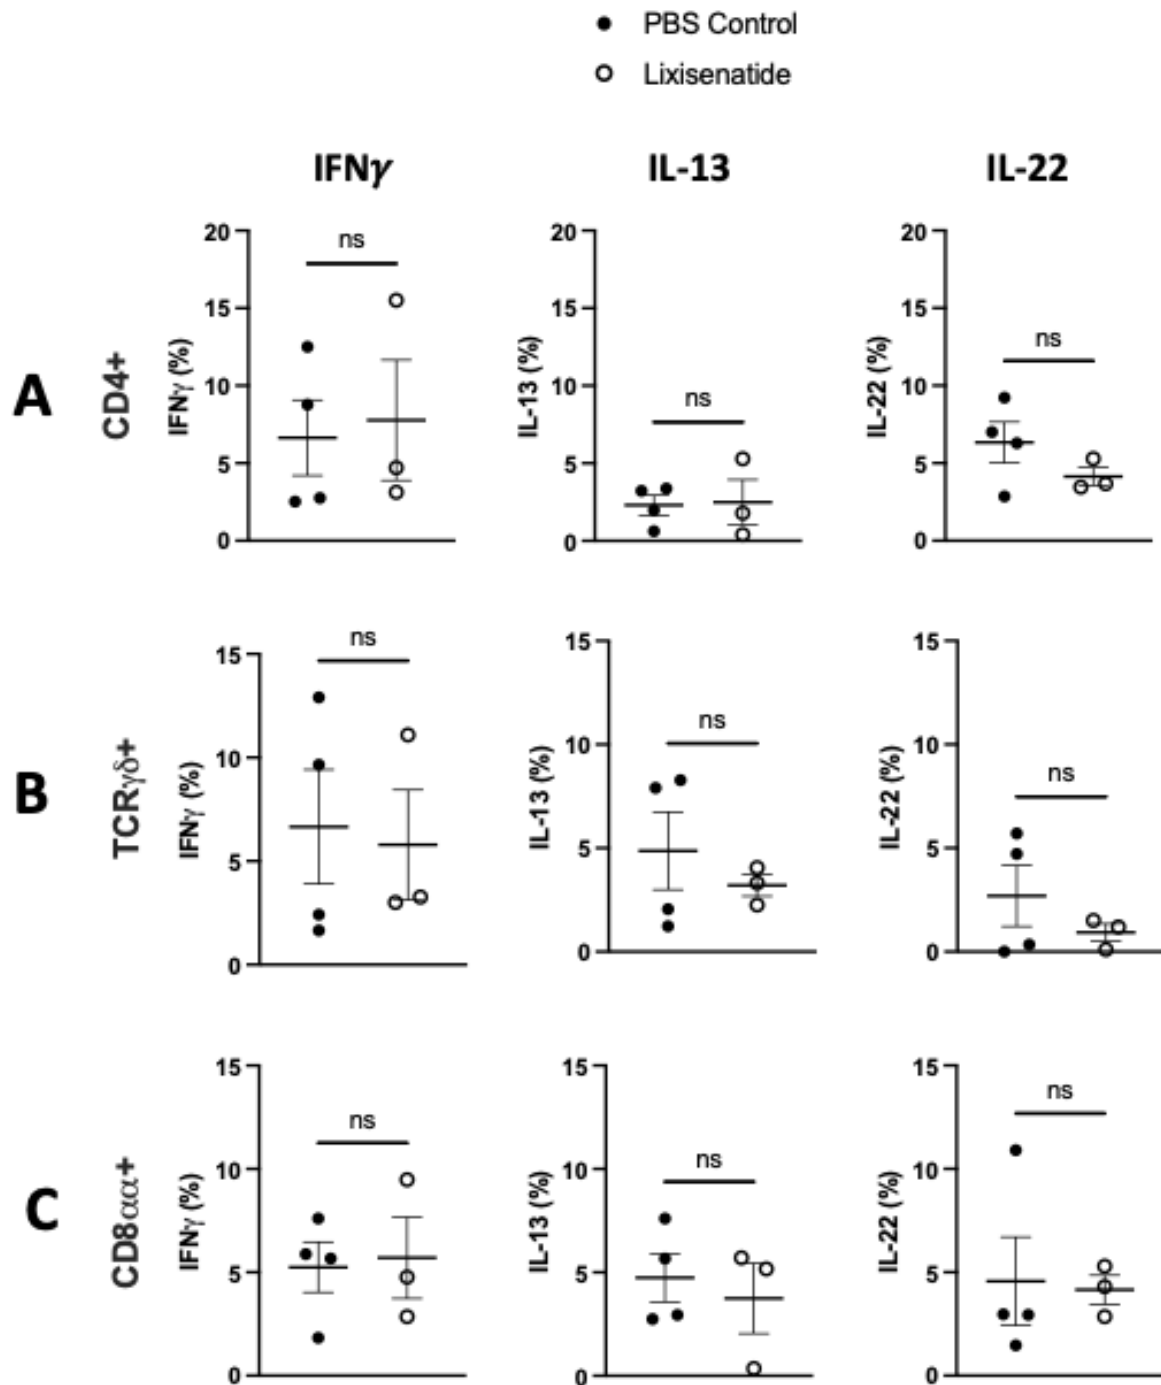 PBS Control
Lixisenatide
IFNγ IL-13 IL-22
A
CD4+
IFNγ (%)
20
15
10
5
0
ns
IL-13 (%)
20
15
10
5
0
ns
IL-22 (%)
20
15
10
5
0
ns
B
TCRγδ+
IFNγ (%)
15
10
5
0
ns
IL-13 (%)
15
10
5
0
ns
IL-22 (%)
15
10
5
0
ns
C
CD8αα+
IFNγ (%)
15
10
5
0
ns
IL-13 (%)
15
10
5
0
ns
IL-22 (%)
15
10
5
0
ns